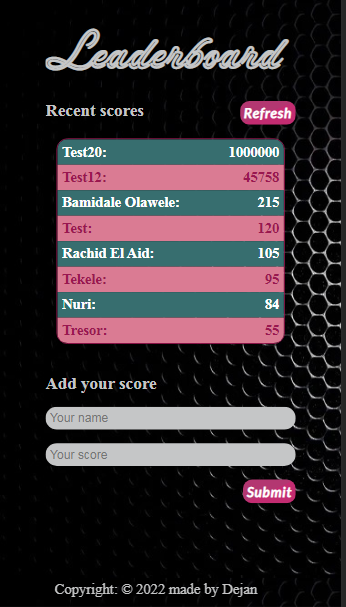 Leaderboard
Recent scores Refresh
Test20: 1000000
Test12: 45758
Bamidale Olawele: 215
Test: 120
Rachid El Aid: 105
Tekele: 95
Nuri: 84
Tresor: 55
Add your score
Your name
Your score
Submit
Copyright: © 2022 made by Dejan